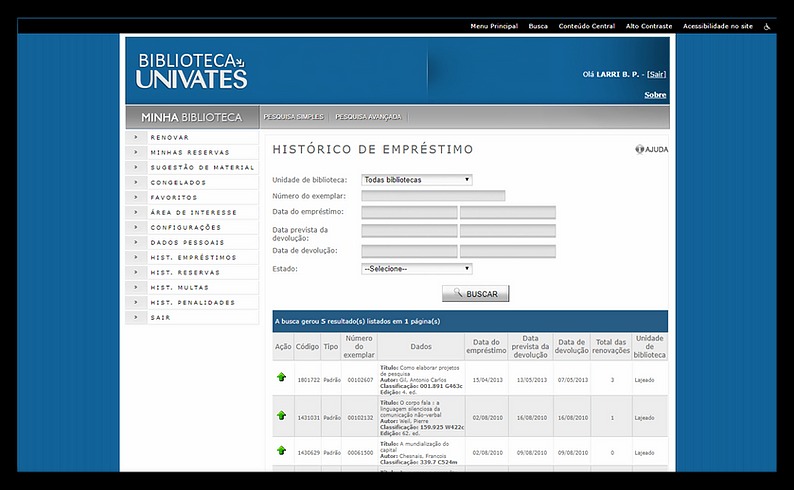 Menu Principal Busca Conteúdo Central Alto Contraste Acessibilidade no site
BIBLIOTECA
UNIVATES
Olá LARRI B. P. - [Sair]
Sobre
MINHA BIBLIOTECA
PESQUISA SIMPLES PESQUISA AVANÇADA
RENOVAR
MINHAS RESERVAS
SUGESTÃO DE MATERIAL
CONGELADOS
FAVORITOS
ÁREA DE INTERESSE
CONFIGURAÇÕES
DADOS PESSOAIS
HIST. EMPRÉSTIMOS
HIST. RESERVAS
HIST. MULTAS
HIST. PENALIDADES
SAIR
HISTÓRICO DE EMPRÉSTIMO
AJUDA
Unidade de biblioteca: Todas bibliotecas
Número do exemplar:
Data do empréstimo:
Data prevista da
devolução:
Data de devolução:
Estado: --Selecione--
BUSCAR
A busca gerou 5 resultado(s) listados em 1 página(s)
Ação Código Tipo Número do exemplar Dados Data do empréstimo Data prevista da devolução Data de devolução Total das renovações Unidade de biblioteca
1801722 Padrão 00102607
Título: Como elaborar projetos
de pesquisa
Autor: Gil, Antonio Carlos
Classificação: 001.891 G463c
Edição: 4. ed.
15/04/2013 13/05/2013 07/05/2013 3 Lajeado
1431031 Padrão 00102132
Título: O corpo fala : a
linguagem silenciosa da
comunicação não-verbal
Autor: Weil, Pierre
Classificação: 159.925 W422c
Edição: 62. ed.
02/08/2010 16/08/2010 16/08/2010 1 Lajeado
1430629 Padrão 00061500
Título: A mundialização do
capital
Autor: Chesnais, Francois
Classificação: 339.7 C524m
02/08/2010 09/08/2010 09/08/2010 0 Lajeado